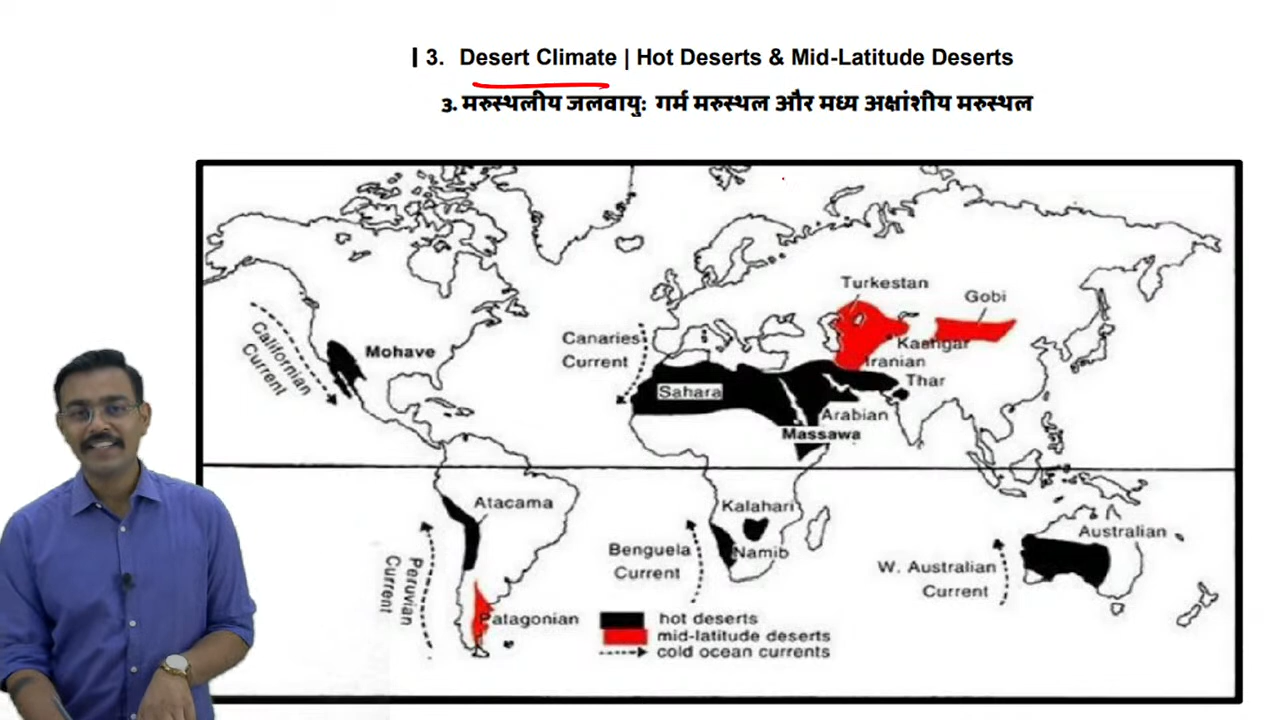 3. Desert Climate | Hot Deserts & Mid-Latitude Deserts
3. मरुस्थलीय जलवायु: गर्म मरुस्थल और मध्य अक्षांशीय मरुस्थल
Turkestan
Gobi
Californian
Current
Mohave
Canaries
Current
Kashgar
Iranian
Thar
Sahara
Arabian
Massawa
Atacama
Kalahari
Australian
Peruvian
Current
Benguela
Current
Namib
W. Australian
Current
Patagonian
hot deserts
mid-latitude deserts
cold ocean currents